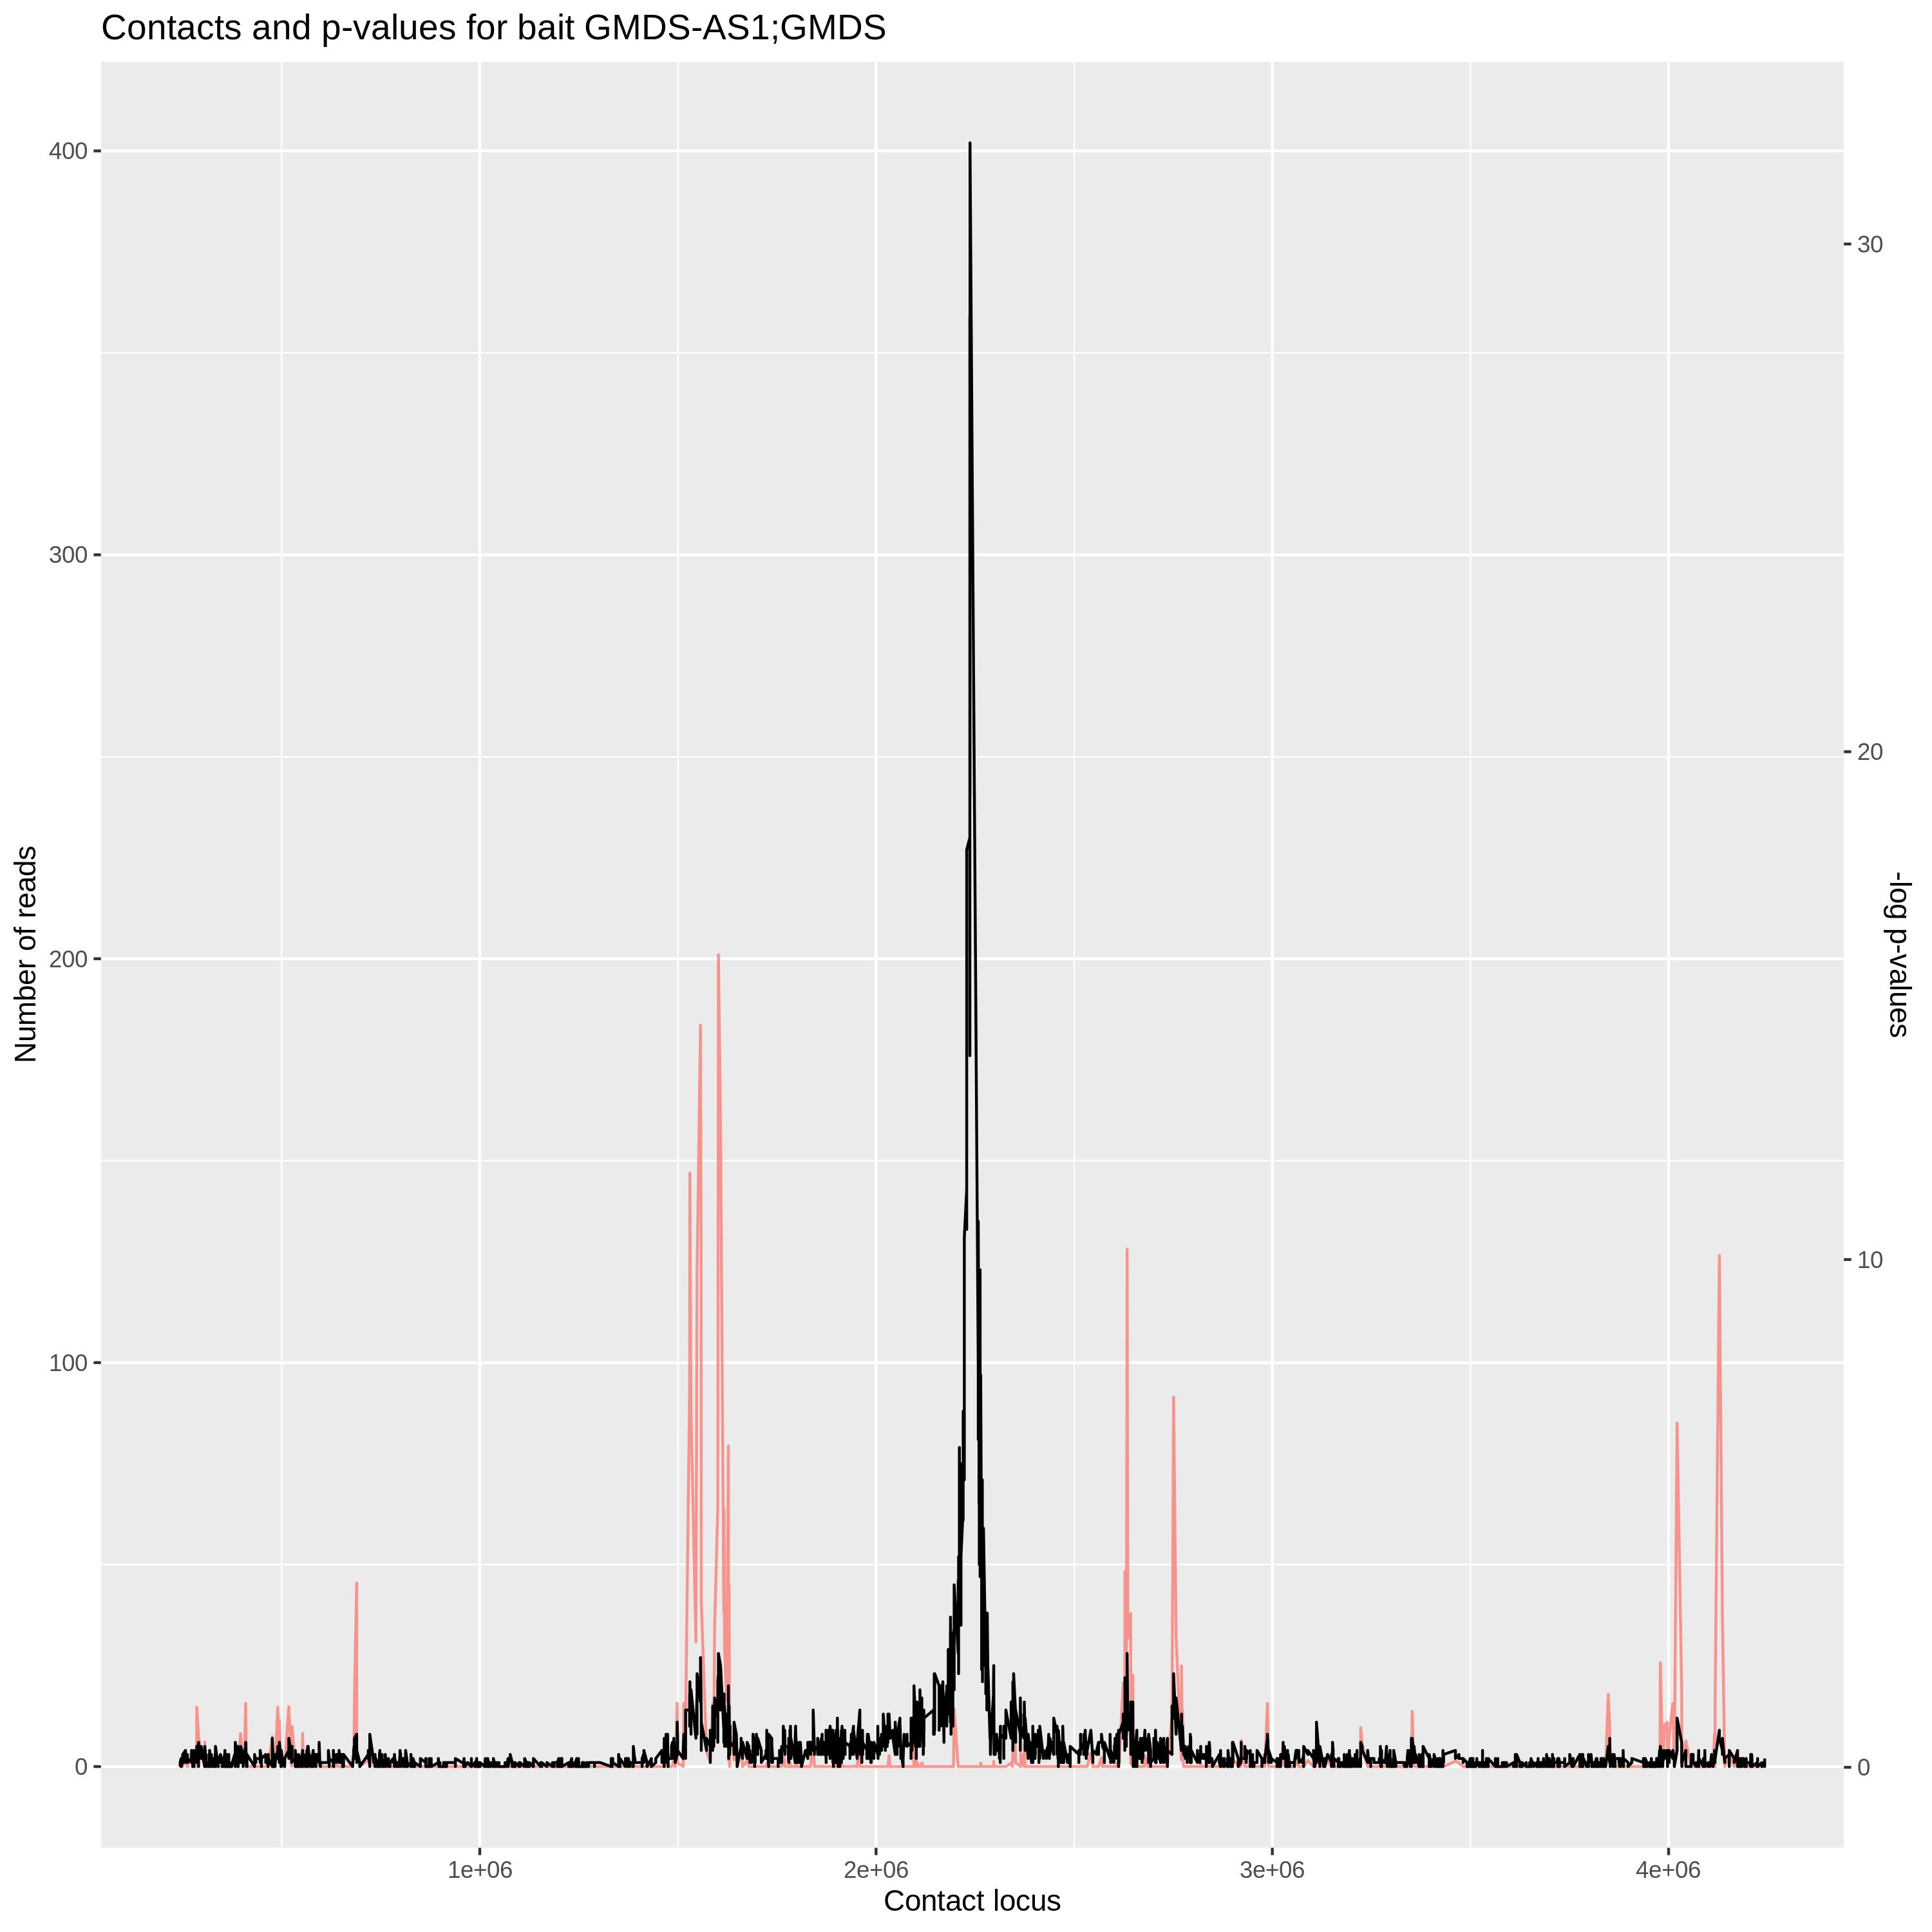 Contacts and p-values for bait GMDS-AS1;GMDS
400
300
200
100
0
Number of reads
30
20
10
0
-log p-values
1e+06
2e+06
3e+06
4e+06
Contact locus